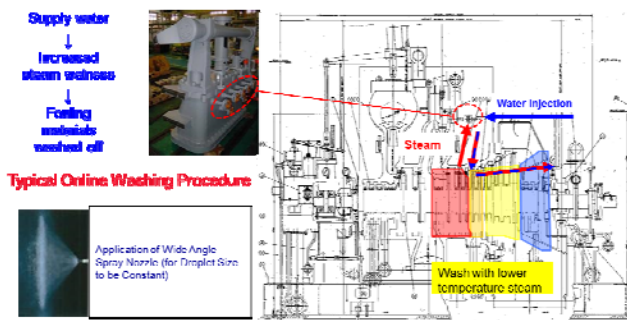 Supply water
↓
Increased
steam wetness
↓
Fouling
materials
washed off
Typical Online Washing Procedure
Application of Wide Angle
Spray Nozzle (for Droplet Size
to be Constant)
Water injection
Steam
Wash with lower
temperature steam